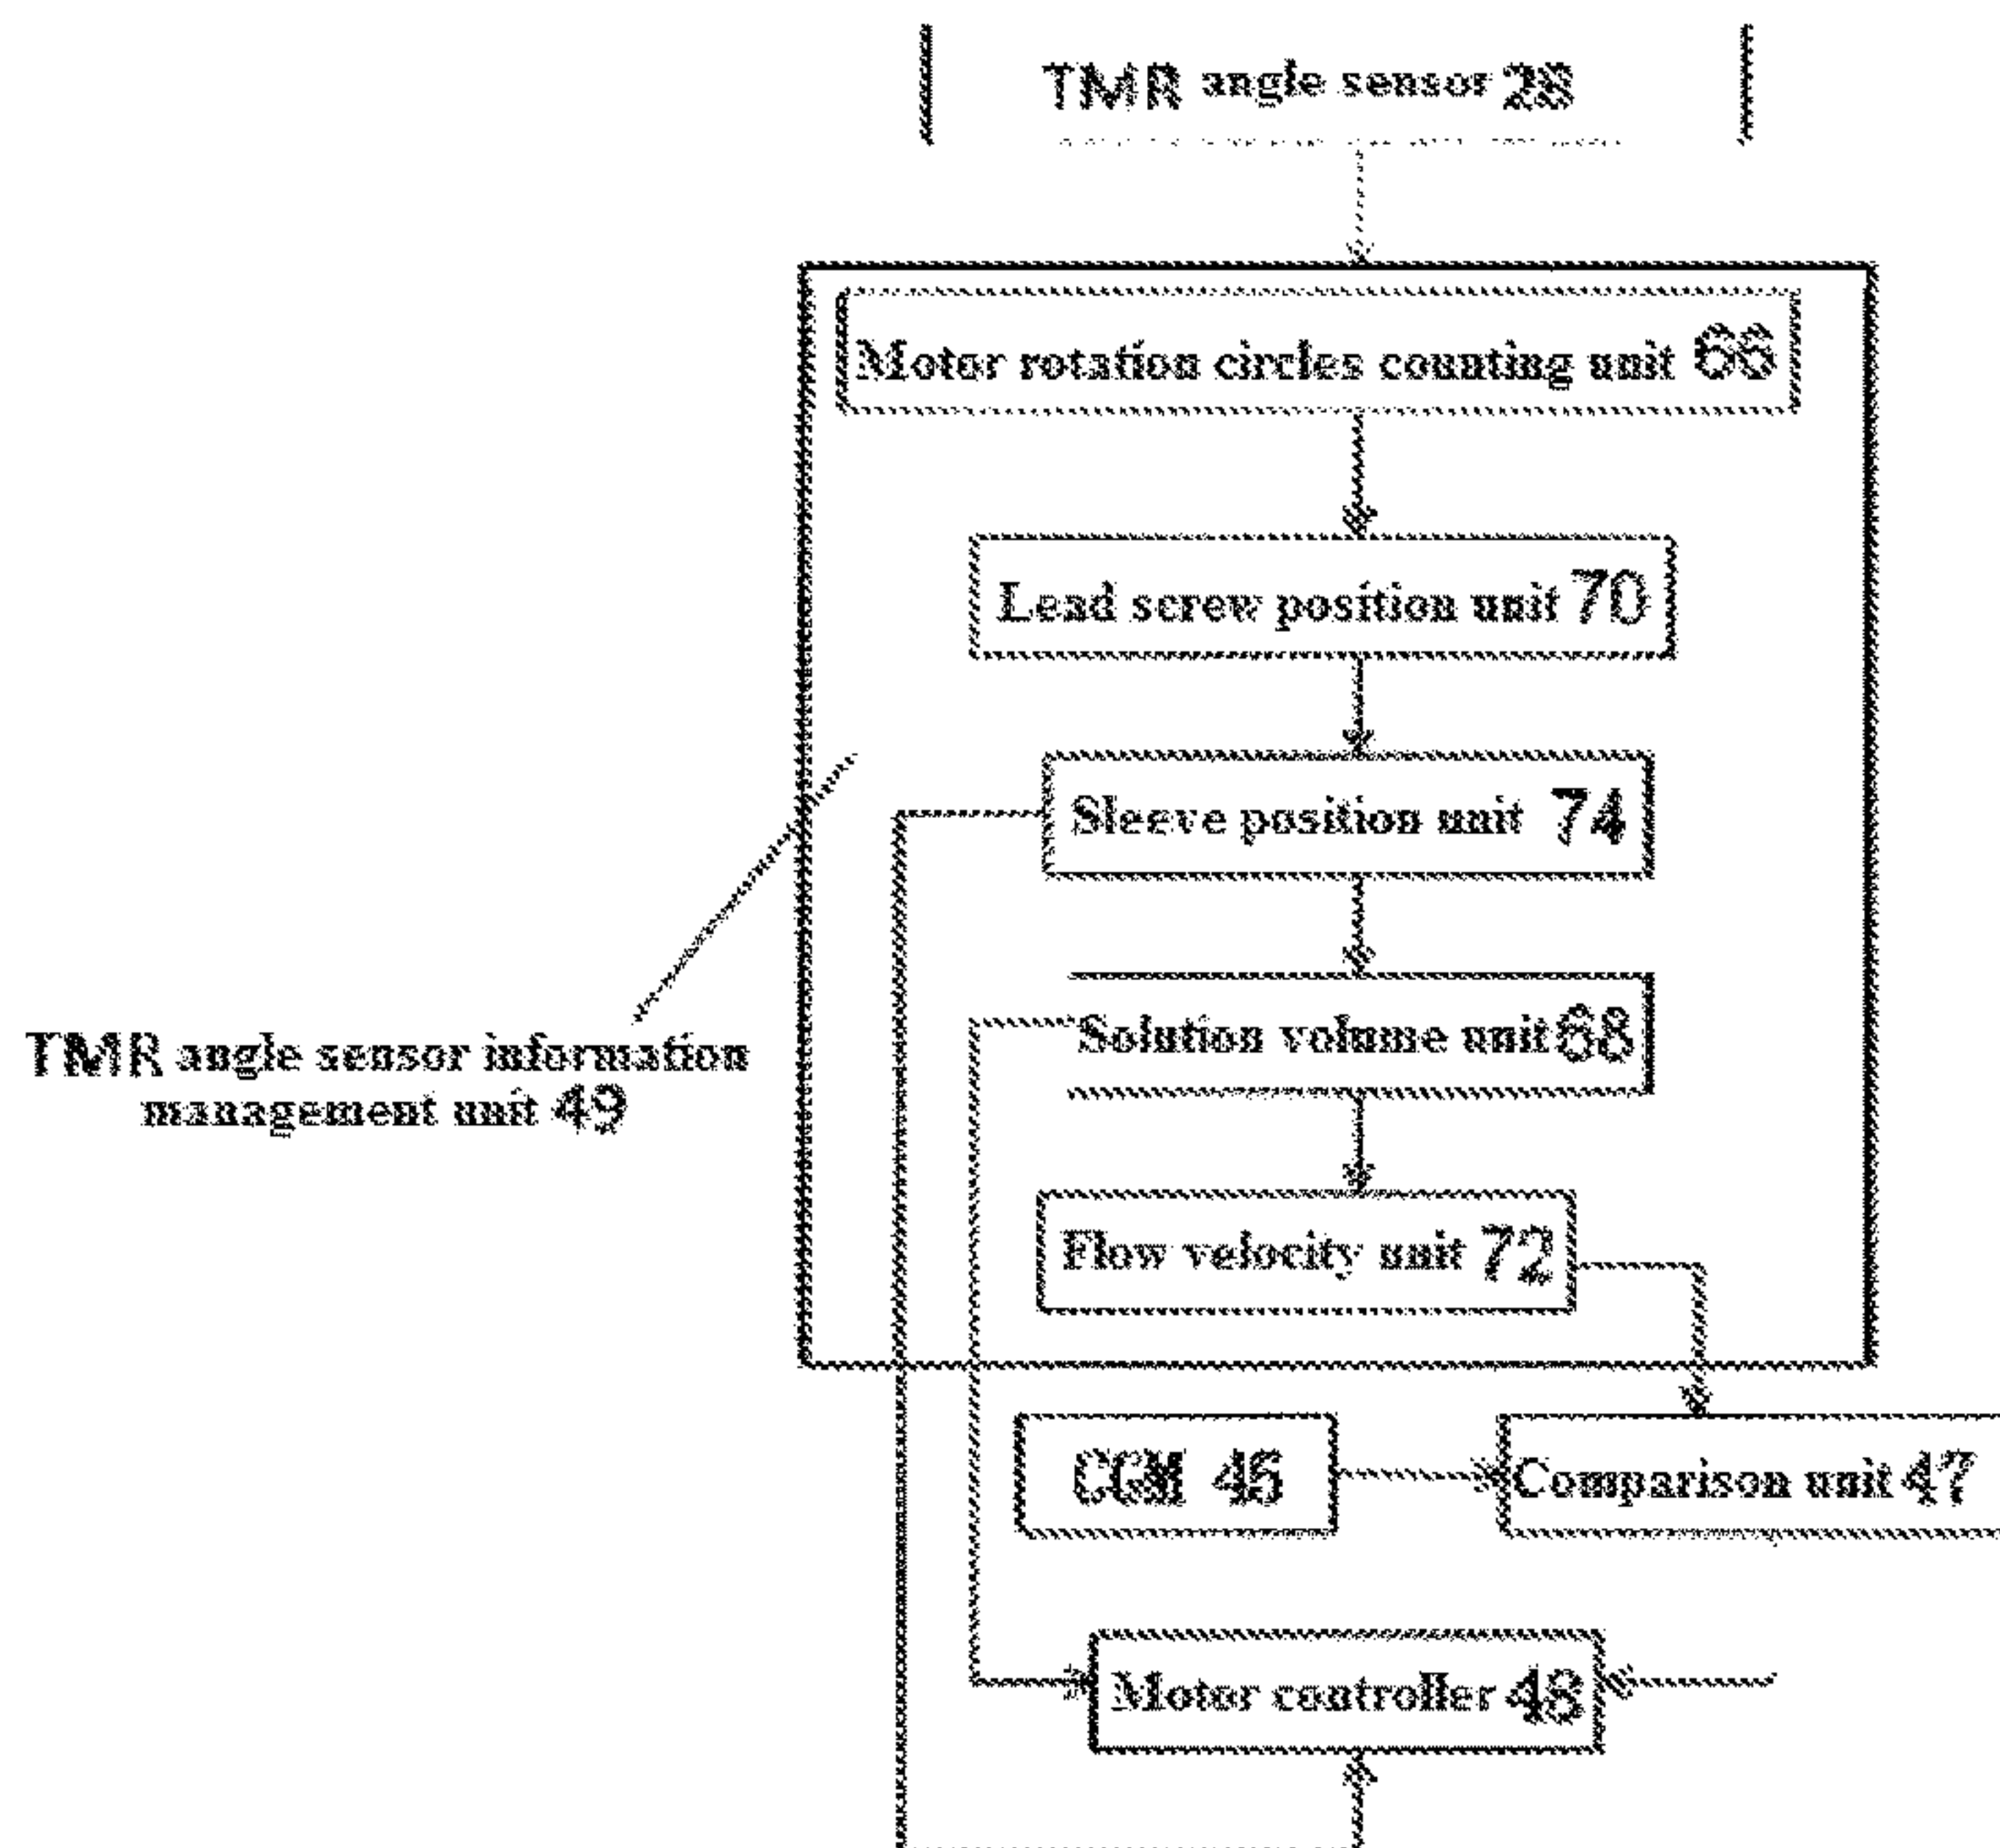 TMR angle sensor 28
Motor rotation circles counting unit 66
Lead screw position unit 70
Sleeve position unit 74
Solution volume unit 68
TMR angle sensor information
management unit 49
Flow velocity unit 72
CGM 45
Comparison unit 47
Motor controller 48